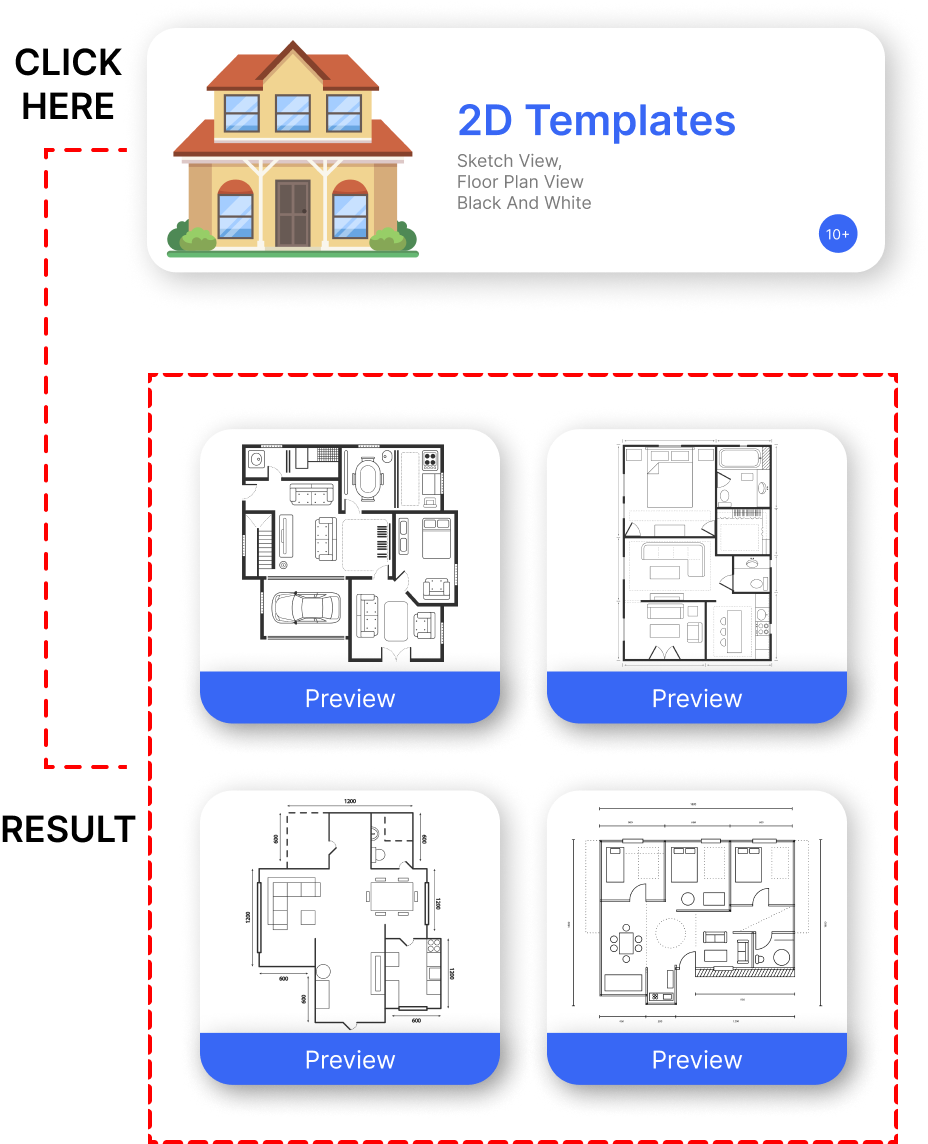 CLICK
HERE
2D Templates
Sketch View,
Floor Plan View
Black And White
10+
Preview
Preview
RESULT
1200
600
600
1200
1200
600
600
1200
600
Preview
Preview